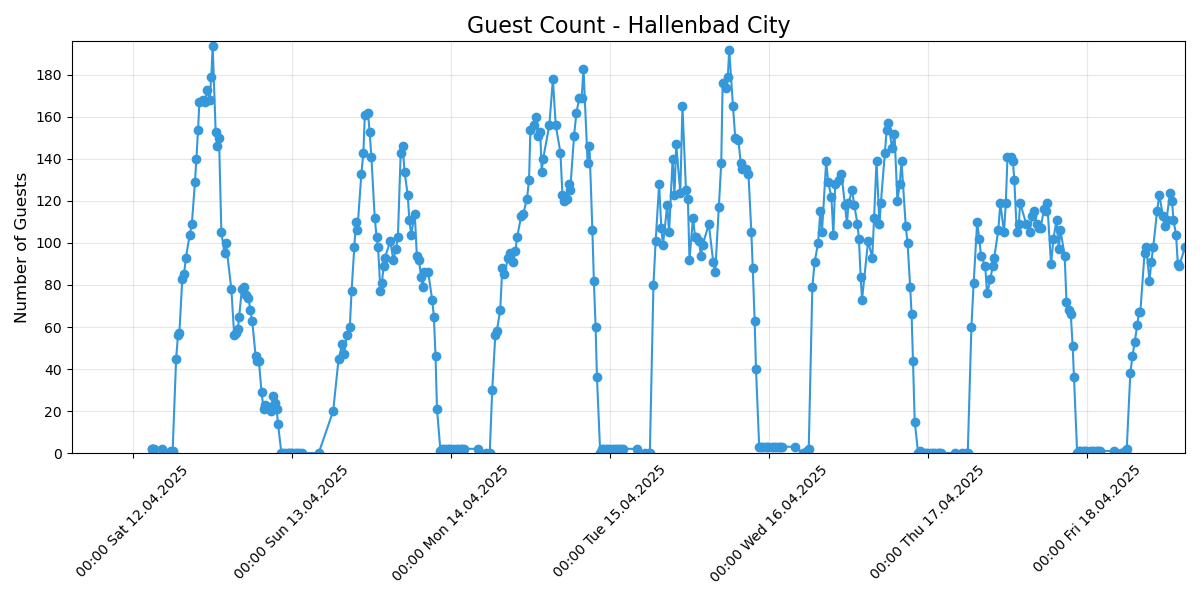 Guest Count - Hallenbad City
Number of Guests
180
160
140
120
100
80
60
40
20
0
00:00 Sat 12.04.2025
00:00 Sun 13.04.2025
00:00 Mon 14.04.2025
00:00 Tue 15.04.2025
00:00 Wed 16.04.2025
00:00 Thu 17.04.2025
00:00 Fri 18.04.2025